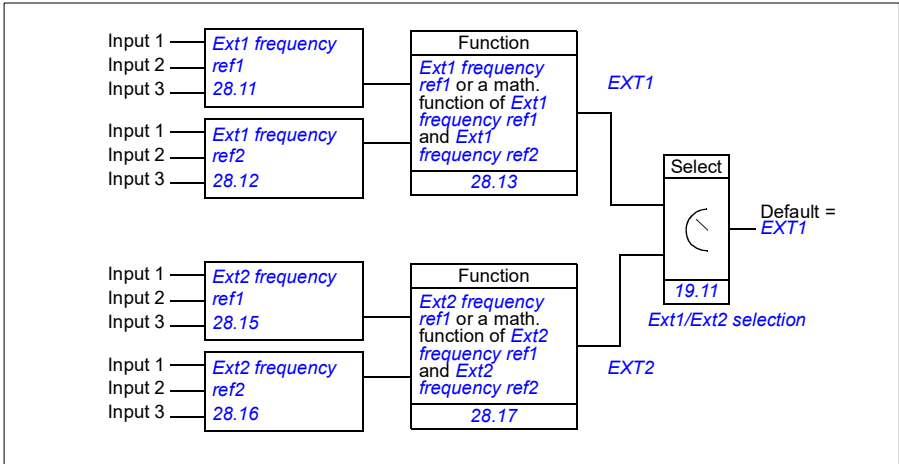 Input 1
Input 2
Input 3
Ext1 frequency
ref1
28.11
Input 1
Input 2
Input 3
Ext1 frequency
ref2
28.12
Function
Ext1 frequency
ref1 or a math.
function of Ext1
frequency ref1
and Ext1
frequency ref2
28.13
EXT1
Input 1
Input 2
Input 3
Ext2 frequency
ref1
28.15
Input 1
Input 2
Input 3
Ext2 frequency
ref2
28.16
Function
Ext2 frequency
ref1 or a math.
function of Ext2
frequency ref1
and Ext2
frequency ref2
28.17
EXT2
Select
19.11
Ext1/Ext2 selection
Default =
EXT1